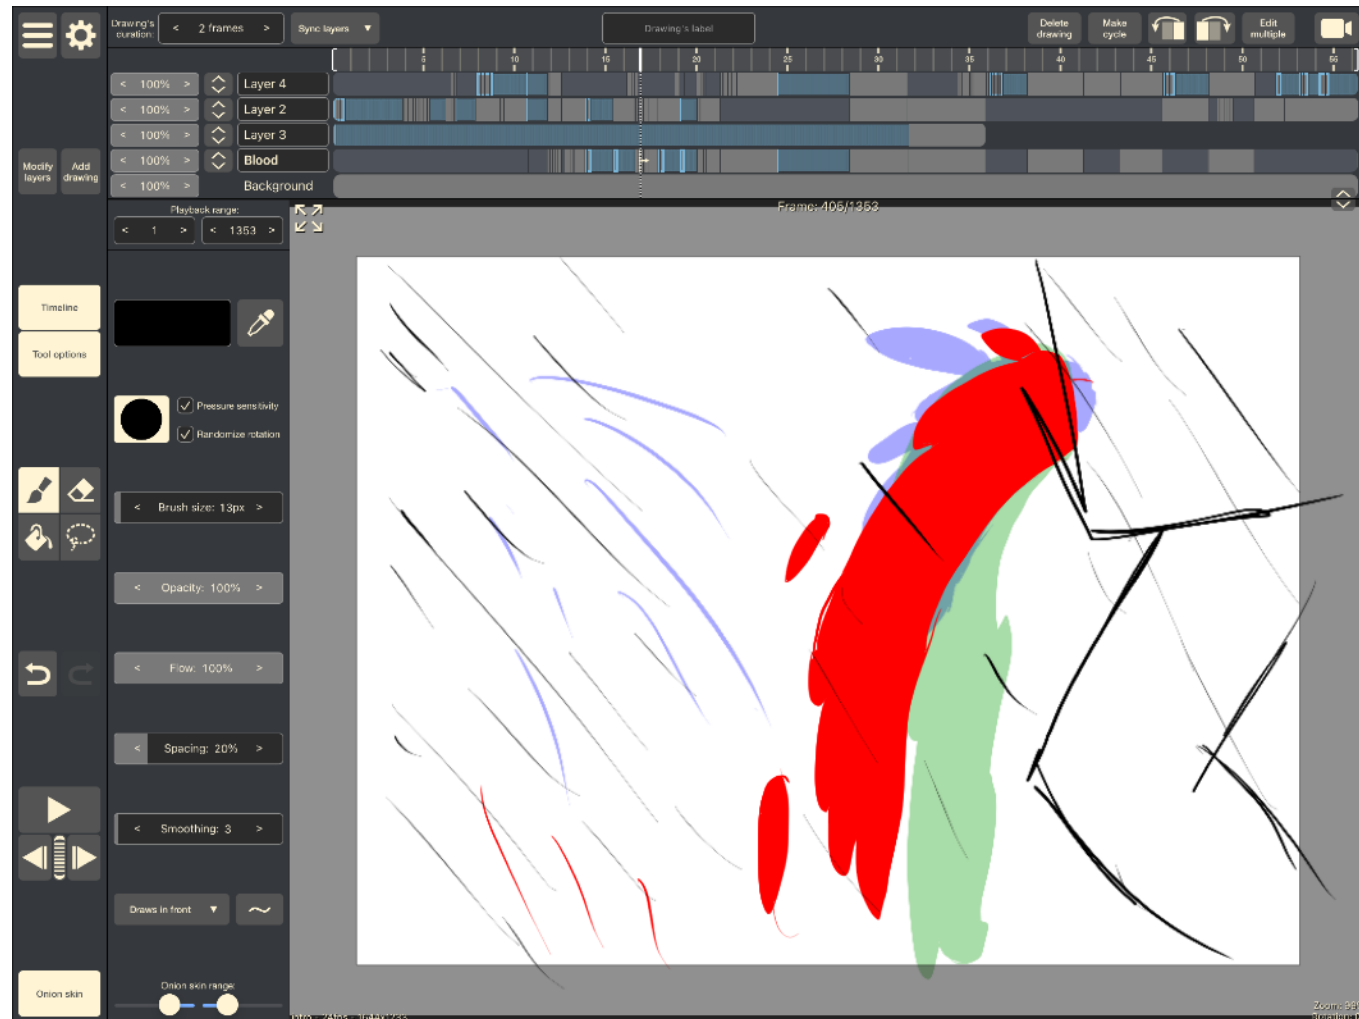 Drawing's
duration:
< 2 frames >
Sync layers ▼
Drawing's label
Delete
drawing
Make
cycle
Edit
multiple
5 10 15 20 25 30 35 40 45 50 55
< 100% > Layer 4
< 100% > Layer 2
< 100% > Layer 3
< 100% > Blood
< 100% > Background
Modify
layers
Add
drawing
Playback range:
< 1 > < 1353 >
Frame: 405/1353
Timeline
Tool options
Pressure sensitivity
Randomize rotation
< Brush size: 13px >
< Opacity: 100% >
< Flow: 100% >
< Spacing: 20% >
< Smoothing: 3 >
Draws in front ▼
Onion skin
Onion skin range: